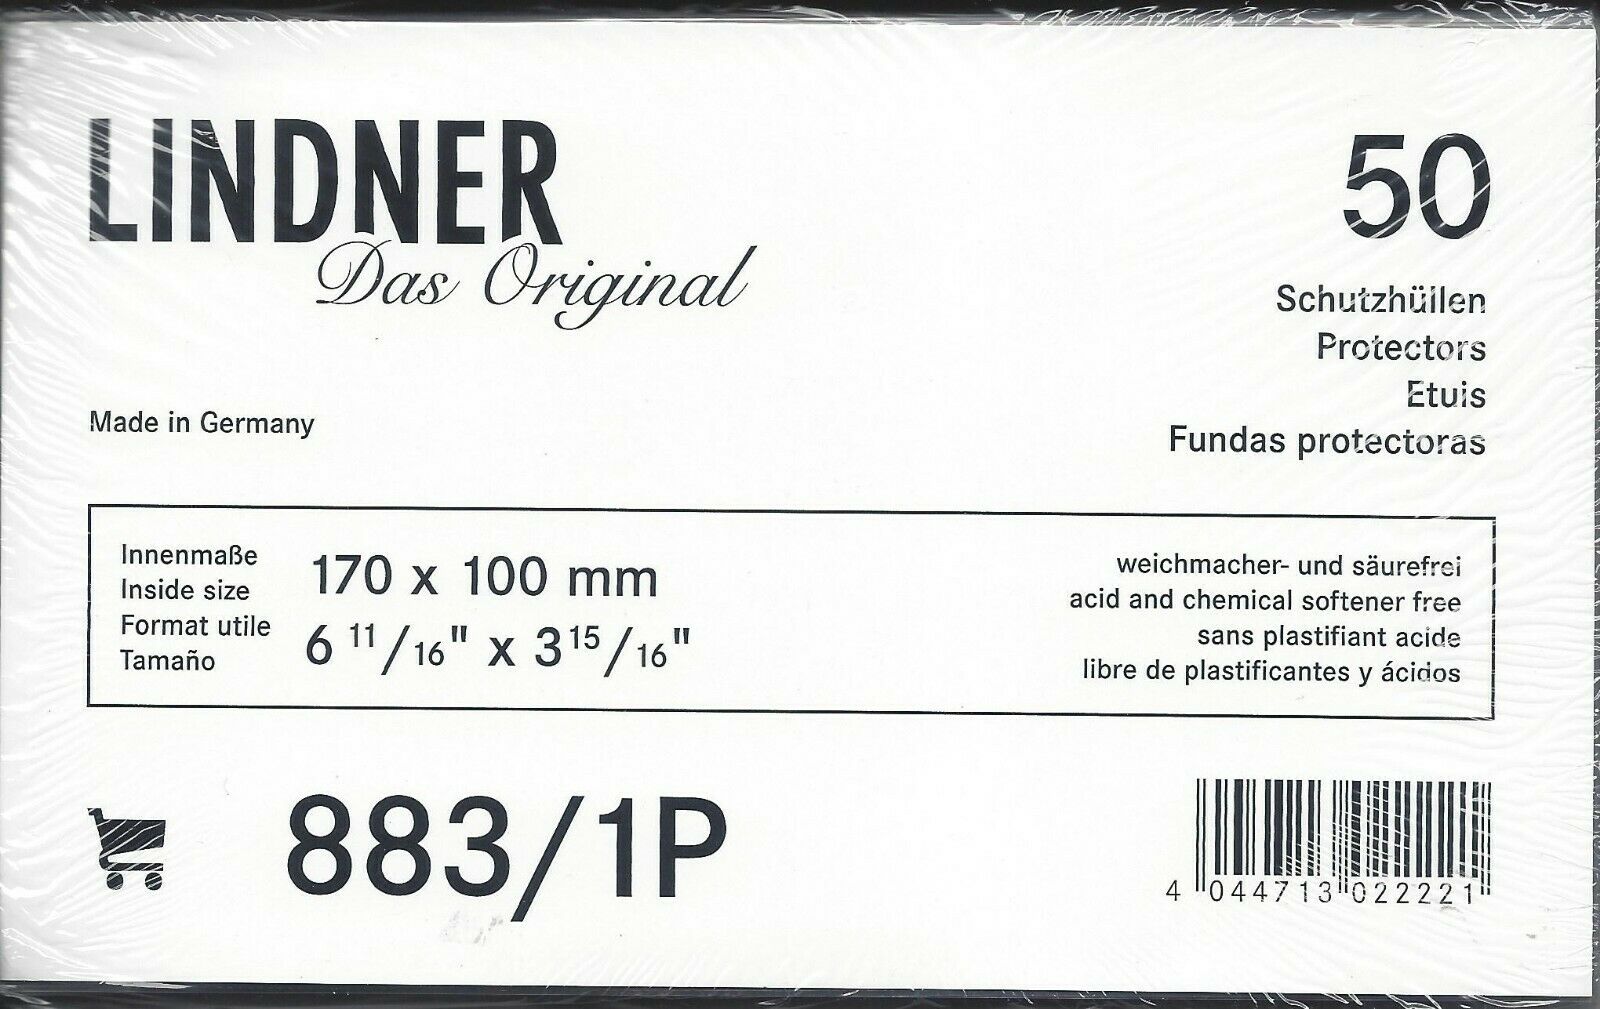 LINDNER
Das Original
50
Schutzhüllen
Protectors
Etuis
Fundas protectoras
Made in Germany
Innenmaße
Inside size
Format utile
Tamaño
170 x 100 mm
6 11/16" x 3 15/16"
weichmacher- und säurefrei
acid and chemical softener free
sans plastifiant acide
libre de plastificantes y ácidos
883/1P
4 044713 022221